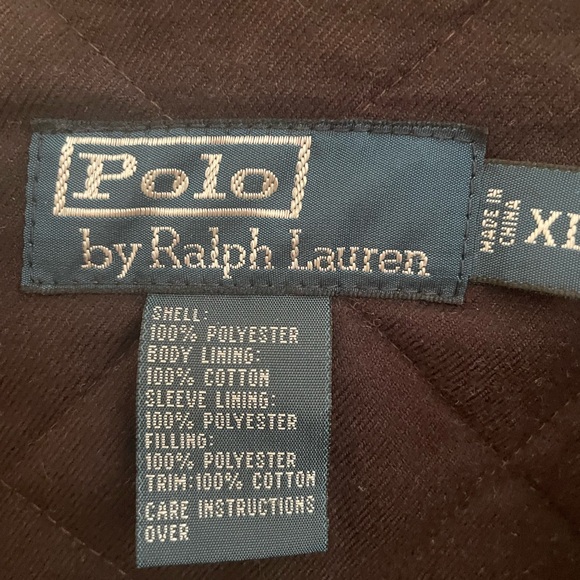 Polo
by Ralph Lauren
MADE IN
CHINA
XL
SHELL:
100% POLYESTER
BODY LINING:
100% COTTON
SLEEVE LINING:
100% POLYESTER
FILLING:
100% POLYESTER
TRIM:100% COTTON
CARE INSTRUCTIONS
OVER